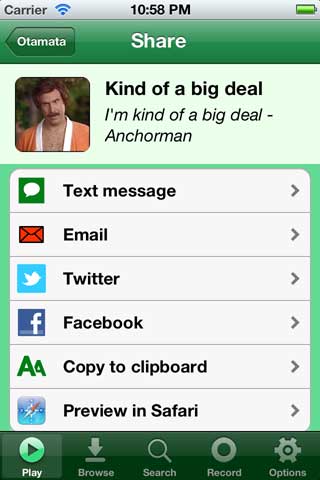 Carrier 10:58 PM
Otamata Share
Kind of a big deal
I'm kind of a big deal -
Anchorman
Text message
Email
Twitter
Facebook
AA Copy to clipboard
Preview in Safari
Play Browse Search Record Options